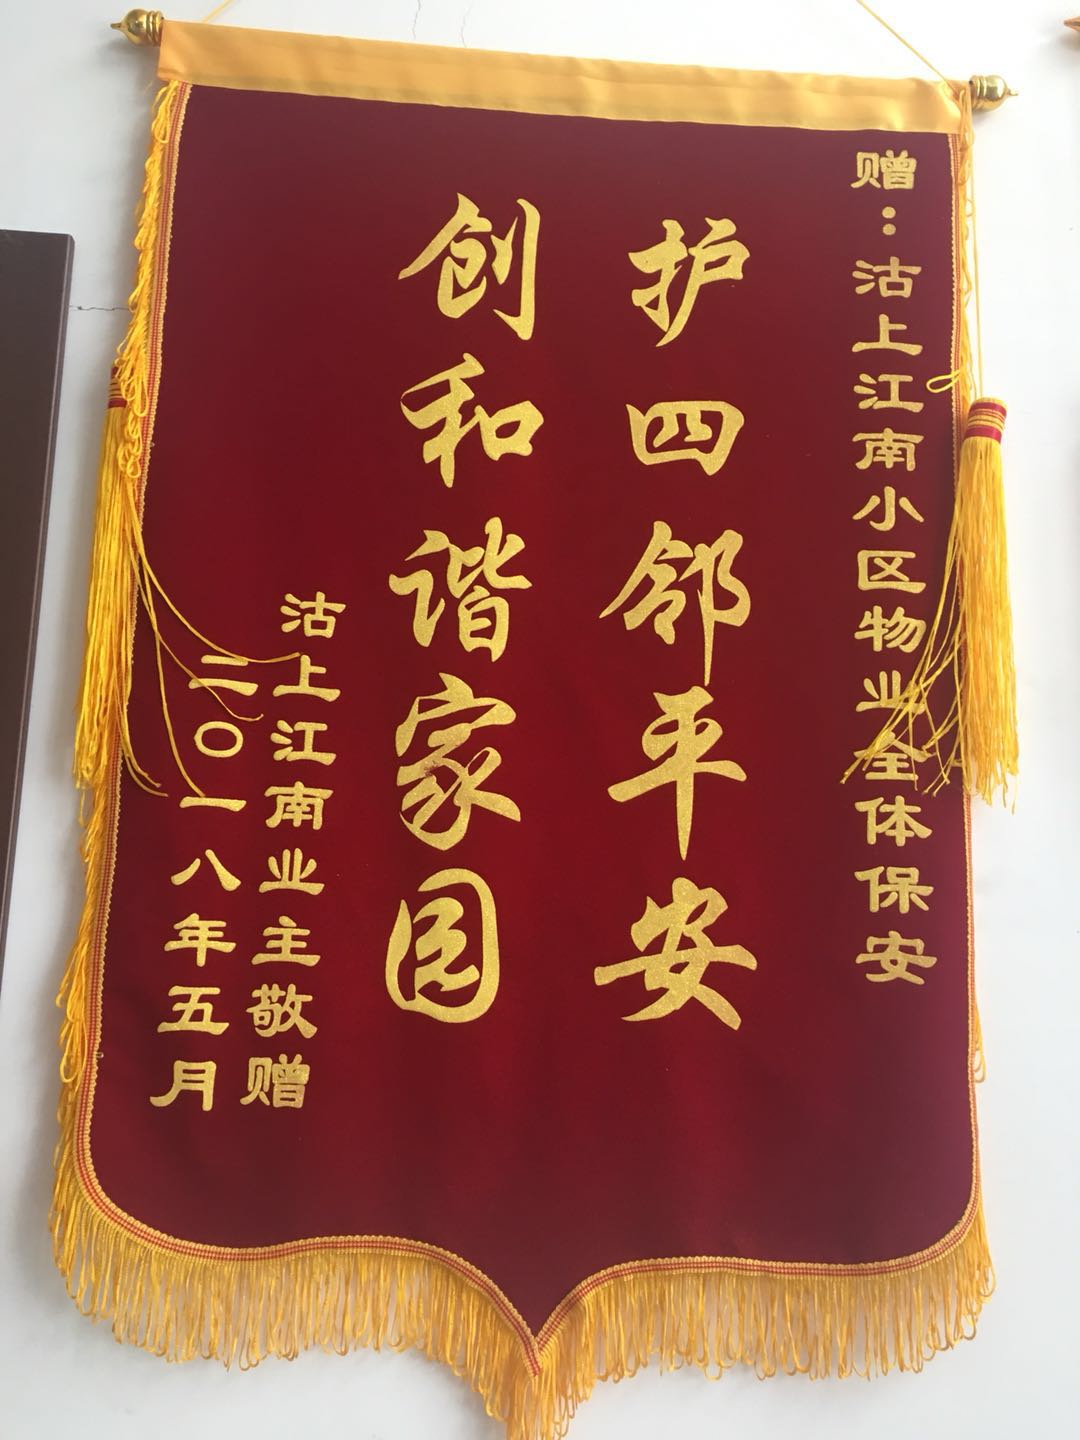 赠：沽上江南小区物业全体保安
护四邻平安
创和谐家园
沽上江南业主敬赠
二〇一八年五月